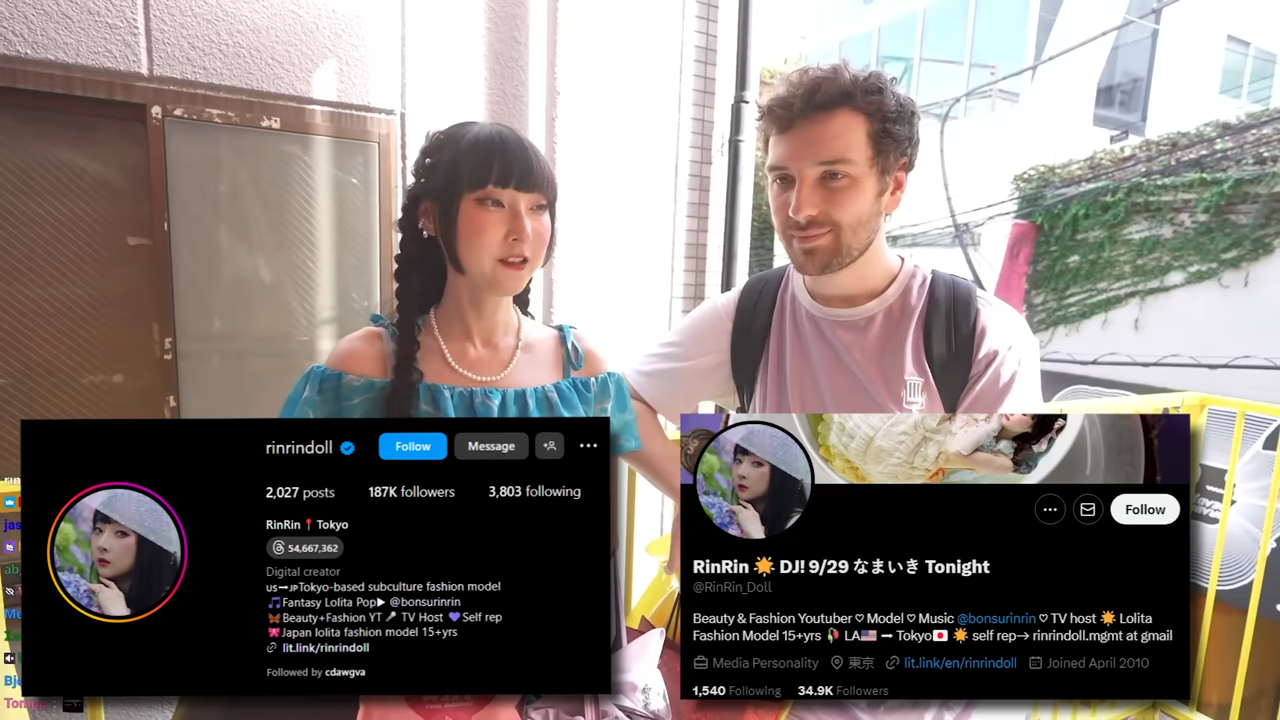 rinrindoll Follow Message
2,027 posts 187K followers 3,803 following
RinRin 📍 Tokyo
54,667,362
Digital creator
us➞JP Tokyo-based subculture fashion model
🎵Fantasy Lolita Pop▶ @bonsurinrin
🦋Beauty+Fashion YT🎤 TV Host 💜Self rep
🎀Japan lolita fashion model 15+yrs
lit.link/rinrindoll
Followed by cdawgva
Follow
RinRin 🌟 DJ! 9/29 なまいき Tonight
@RinRin_Doll
Beauty & Fashion Youtuber ♡ Model ♡ Music @bonsurinrin ♡ TV host 🌟 Lolita
Fashion Model 15+yrs 🥀 LA🇺🇸 ➞ Tokyo🇯🇵 🌟 self rep→ rinrindoll.mgmt at gmail
Media Personality 東京 lit.link/en/rinrindoll Joined April 2010
1,540 Following 34.9K Followers